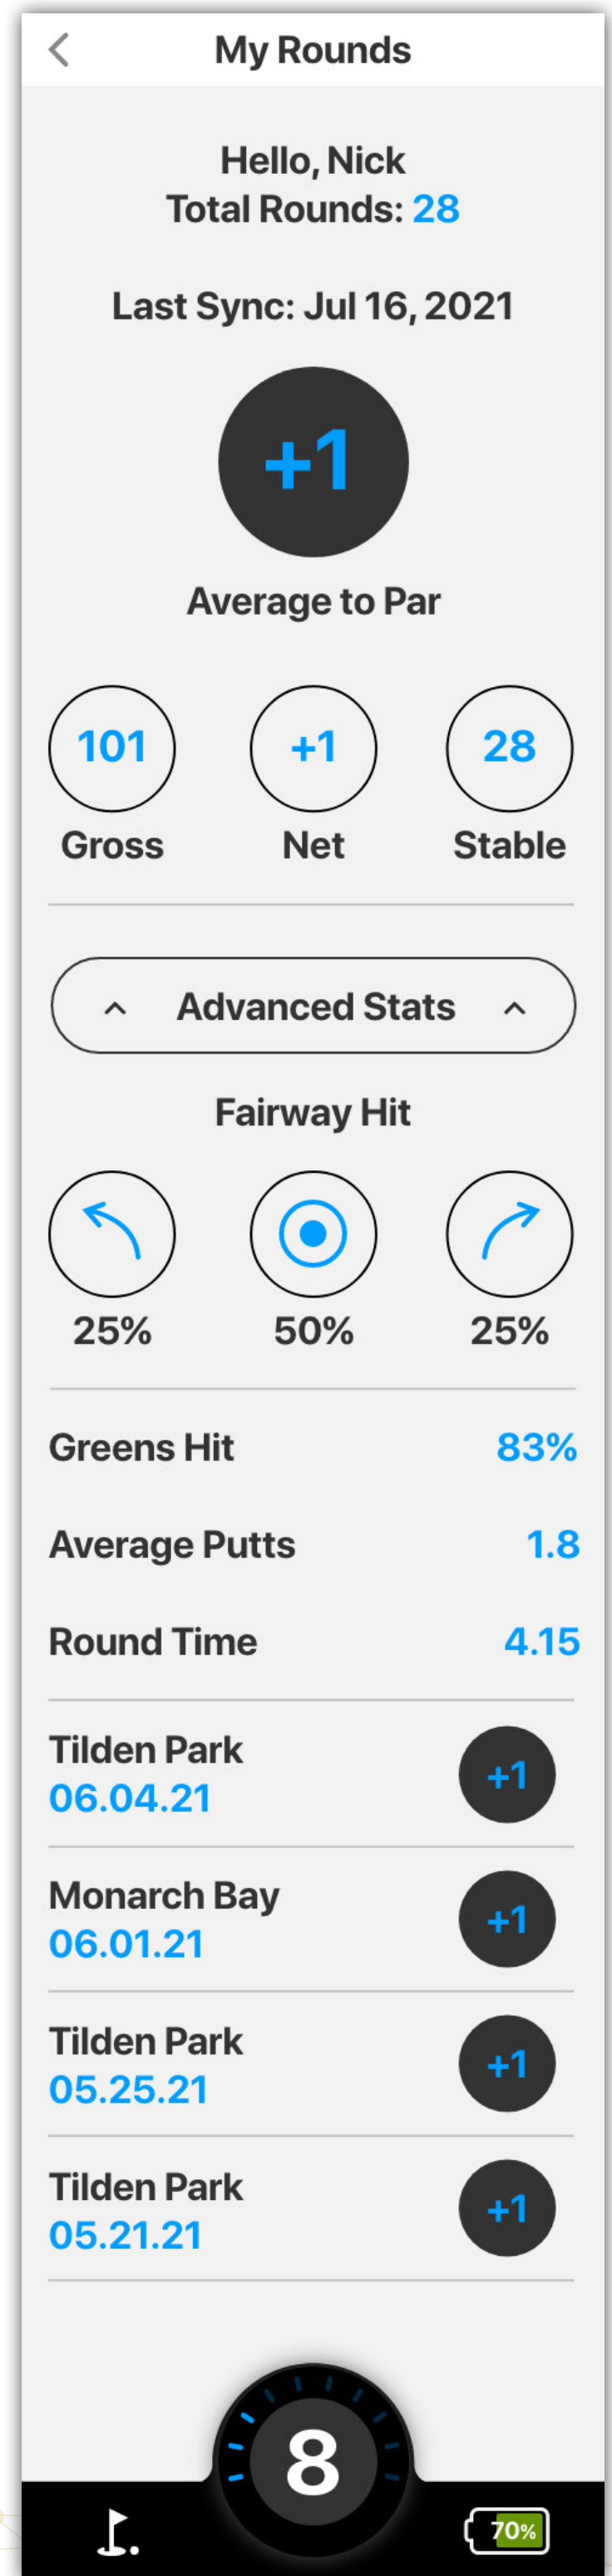 My Rounds
Hello, Nick
Total Rounds: 28
Last Sync: Jul 16, 2021
+1
Average to Par
101 +1 28
Gross Net Stable
Advanced Stats
Fairway Hit
25% 50% 25%
Greens Hit 83%
Average Putts 1.8
Round Time 4.15
Tilden Park
06.04.21
+1
Monarch Bay
06.01.21
+1
Tilden Park
05.25.21
+1
Tilden Park
05.21.21
+1
8
70%